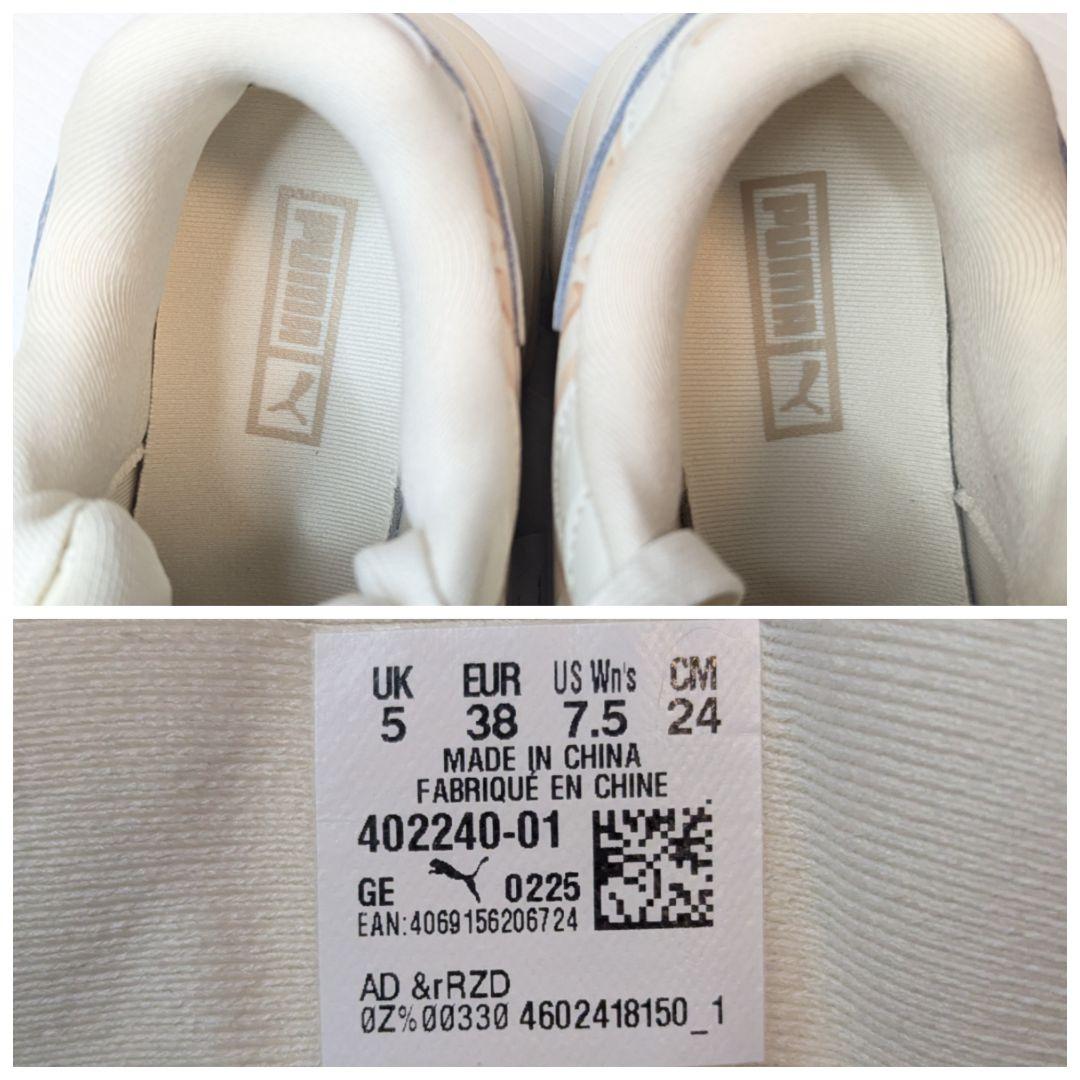 PUMA
PUMA
UK EUR US Wn's CM
5 38 7.5 24
MADE IN CHINA
FABRIQUÉ EN CHINE
402240-01
GE 0225
EAN:4069156206724
AD &rRZD
0Z%00330 4602418150_1